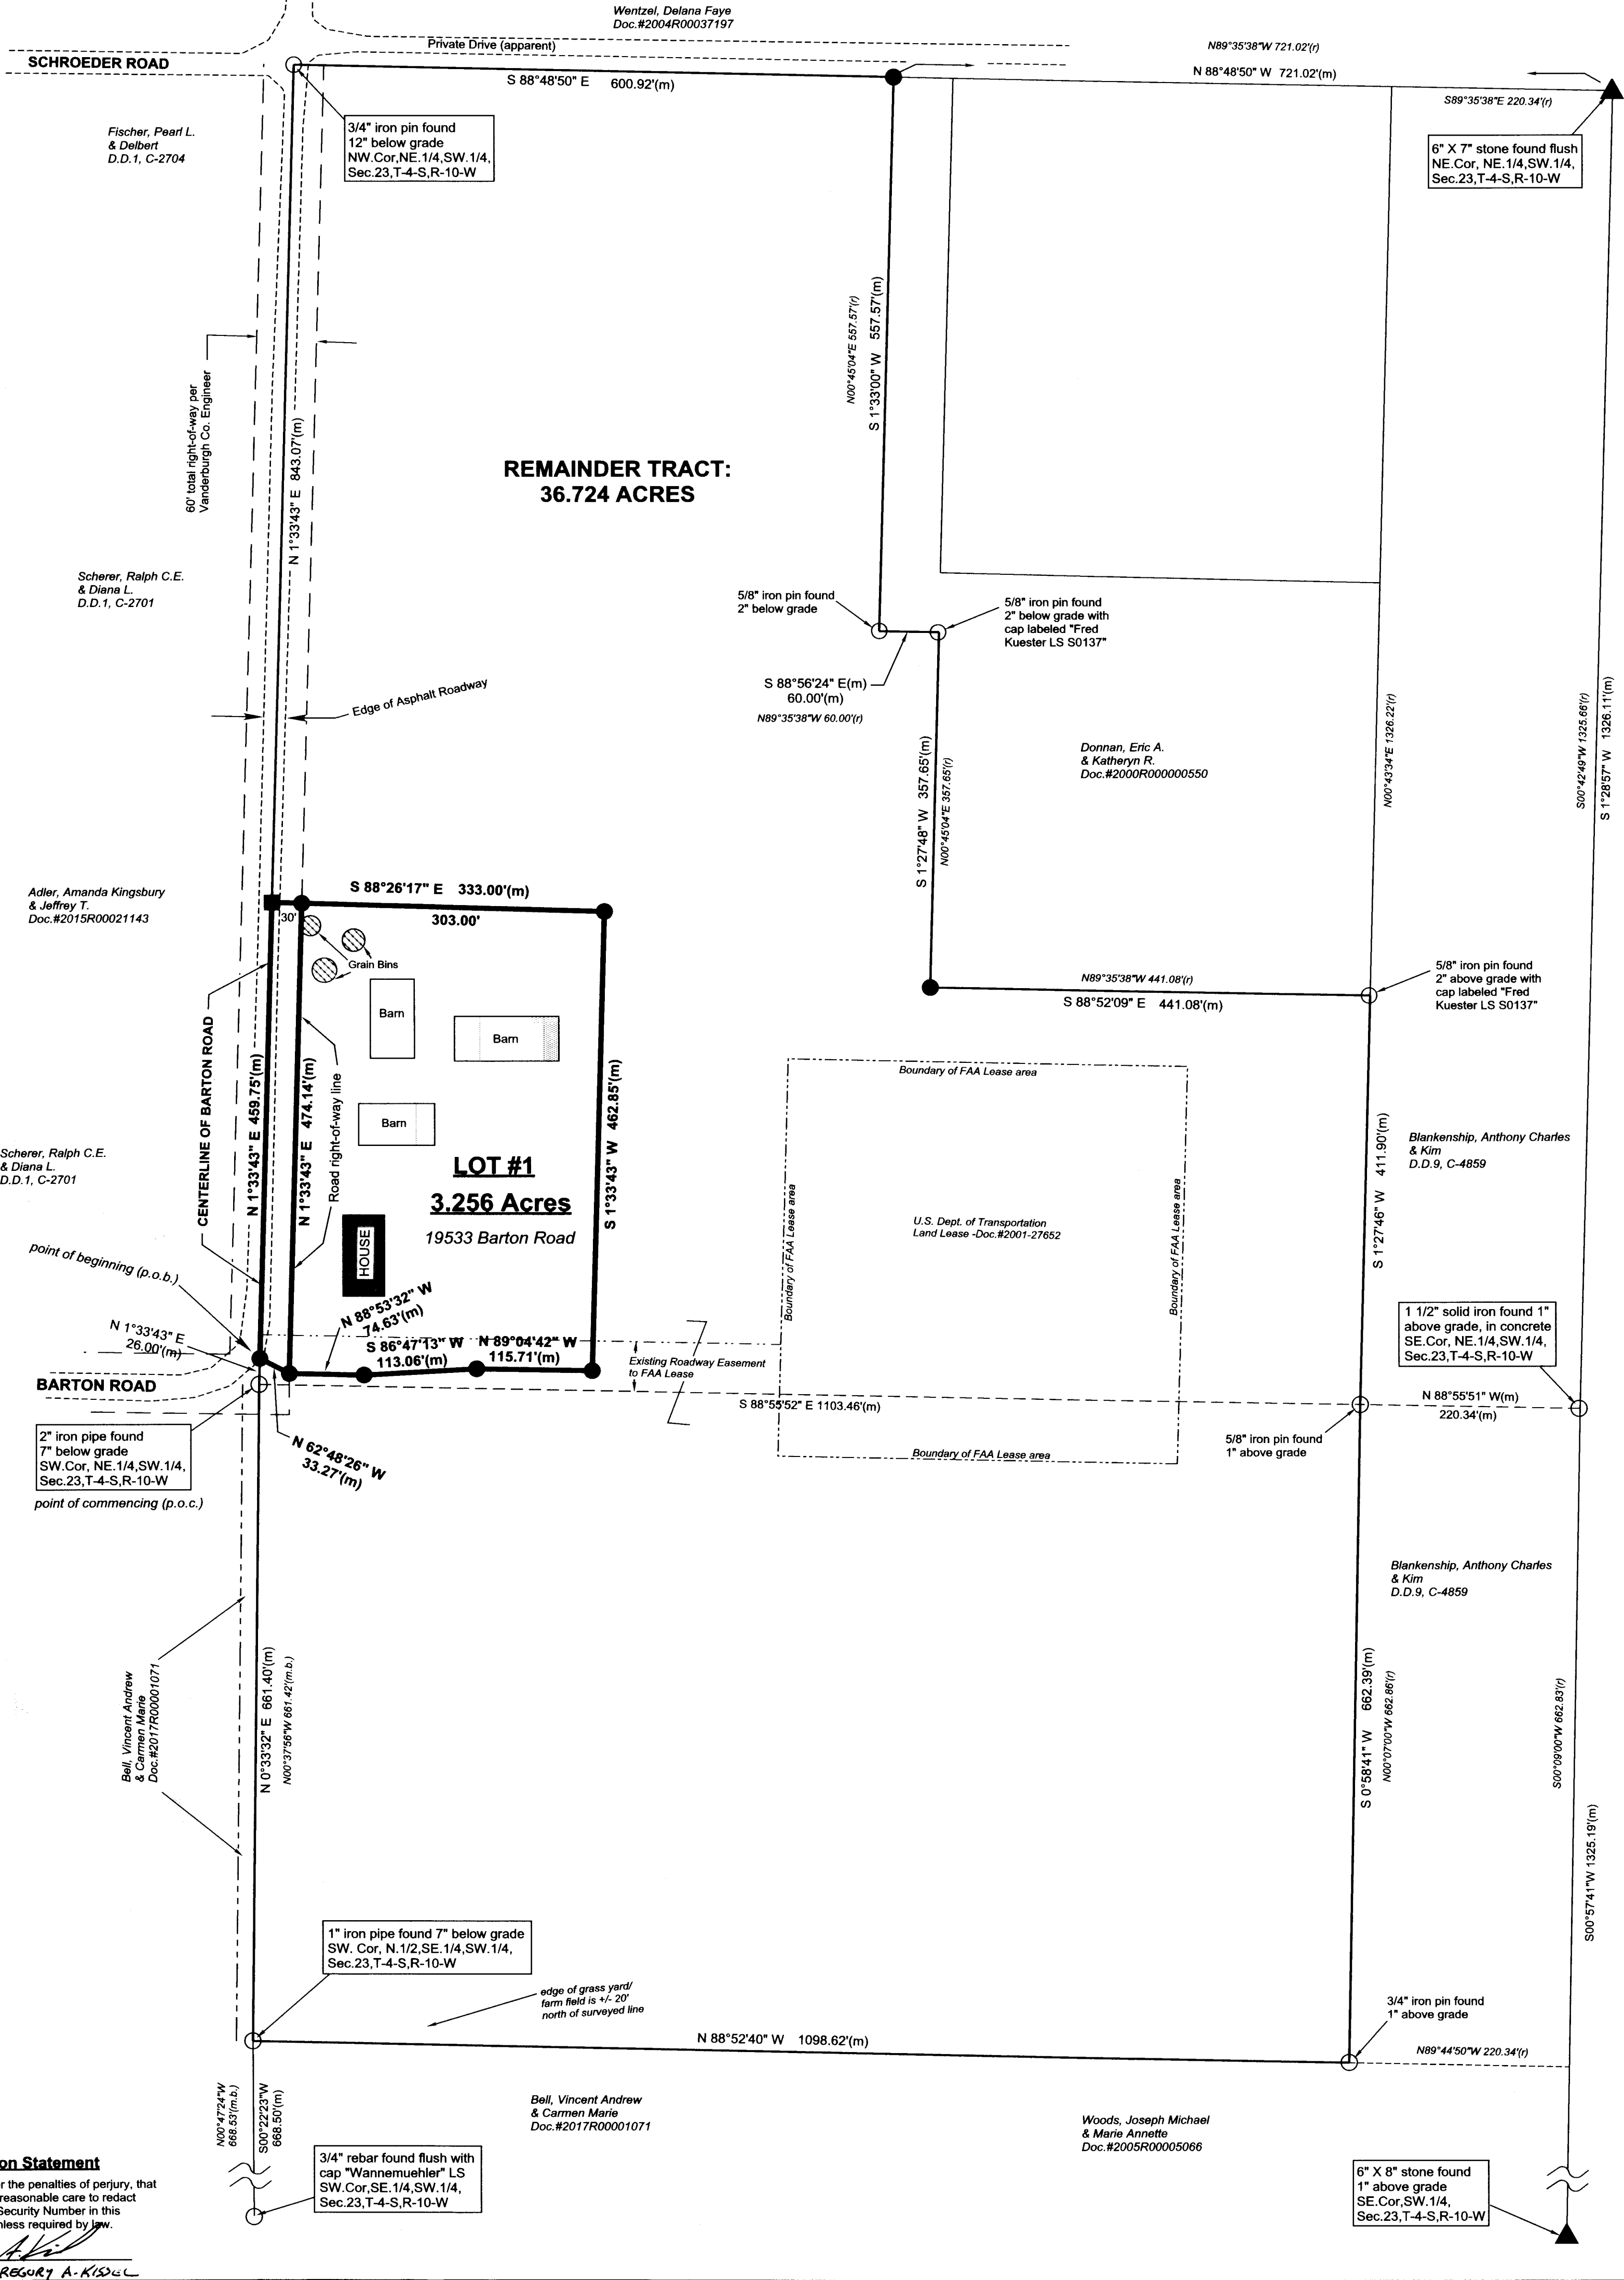 Wentzel, Delana Faye
Doc.#2004R00037197
Private Drive (apparent)
SCHROEDER ROAD
N89°35'38"W 721.02'(r)
S 88°48'50" E 600.92'(m)
N 88°48'50" W 721.02'(m)
S89°35'38"E 220.34'(r)
Fischer, Pearl L.
& Delbert
D.D.1, C-2704
3/4" iron pin found
12" below grade
NW.Cor,NE.1/4,SW.1/4,
Sec.23,T-4-S,R-10-W
6" X 7" stone found flush
NE.Cor, NE.1/4,SW.1/4,
Sec.23,T-4-S,R-10-W
60' total right-of-way per
Vanderburgh Co. Engineer
N 1°33'43" E 843.07'(m)
N00°45'04"E 557.57'(r)
S 1°33'00" W 557.57'(m)
REMAINDER TRACT:
36.724 ACRES
Scherer, Ralph C.E.
& Diana L.
D.D.1, C-2701
5/8" iron pin found
2" below grade
5/8" iron pin found
2" below grade with
cap labeled "Fred
Kuester LS S0137"
S 88°56'24" E(m)
60.00'(m)
N89°35'38"W 60.00'(r)
Edge of Asphalt Roadway
S 1°27'48" W 357.65'(m)
N00°45'04"E 357.65'(r)
Donnan, Eric A.
& Katheryn R.
Doc.#2000R000000550
N00°43'34"E 1326.22'(r)
S00°42'49"W 1325.66'(r)
S 1°28'57" W 1326.11'(m)
Adler, Amanda Kingsbury
& Jeffrey T.
Doc.#2015R00021143
S 88°26'17" E 333.00'(m)
30'
303.00'
Grain Bins
Barn
Barn
Barn
N89°35'38"W 441.08'(r)
S 88°52'09" E 441.08'(m)
5/8" iron pin found
2" above grade with
cap labeled "Fred
Kuester LS S0137"
CENTERLINE OF BARTON ROAD
N 1°33'43" E 459.75'(m)
N 1°33'43" E 474.14'(m)
Road right-of-way line
S 1°33'43" W 462.85'(m)
LOT #1
3.256 Acres
19533 Barton Road
HOUSE
Boundary of FAA Lease area
Boundary of FAA Lease area
Boundary of FAA Lease area
U.S. Dept. of Transportation
Land Lease -Doc.#2001-27652
S 1°27'46" W 411.90'(m)
Blankenship, Anthony Charles
& Kim
D.D.9, C-4859
Scherer, Ralph C.E.
& Diana L.
D.D.1, C-2701
point of beginning (p.o.b.)
N 1°33'43" E
26.00'(m)
BARTON ROAD
N 88°53'32" W
74.63'(m)
S 86°47'13" W
113.06'(m)
N 89°04'42" W
115.71'(m)
Existing Roadway Easement
to FAA Lease
S 88°55'52" E 1103.46'(m)
1 1/2" solid iron found 1"
above grade, in concrete
SE.Cor, NE.1/4,SW.1/4,
Sec.23,T-4-S,R-10-W
N 88°55'51" W(m)
220.34'(m)
5/8" iron pin found
1" above grade
Boundary of FAA Lease area
2" iron pipe found
7" below grade
SW.Cor, NE.1/4,SW.1/4,
Sec.23,T-4-S,R-10-W
point of commencing (p.o.c.)
N 62°48'26" W
33.27'(m)
Blankenship, Anthony Charles
& Kim
D.D.9, C-4859
Bell, Vincent Andrew
& Carmen Marie
Doc.#2017R00001071
N 0°33'32" E 661.40'(m)
N00°37'56"W 661.42'(m.b.)
S 0°58'41" W 662.39'(m)
N00°07'00"W 662.86'(r)
S00°09'00"W 662.83'(r)
S00°57'41"W 1325.19'(m)
1" iron pipe found 7" below grade
SW. Cor, N.1/2,SE.1/4,SW.1/4,
Sec.23,T-4-S,R-10-W
edge of grass yard/
farm field is +/- 20'
north of surveyed line
3/4" iron pin found
1" above grade
N 88°52'40" W 1098.62'(m)
N89°44'50"W 220.34'(r)
N00°47'24"W
668.53'(m.b.)
S00°22'23"W
668.50'(m)
Bell, Vincent Andrew
& Carmen Marie
Doc.#2017R00001071
Woods, Joseph Michael
& Marie Annette
Doc.#2005R00005066
3/4" rebar found flush with
cap "Wannemuehler" LS
SW.Cor,SE.1/4,SW.1/4,
Sec.23,T-4-S,R-10-W
6" X 8" stone found
1" above grade
SE.Cor,SW.1/4,
Sec.23,T-4-S,R-10-W
on Statement
r the penalties of perjury, that
reasonable care to redact
Security Number in this
nless required by law.
REGORY A. KISSEL